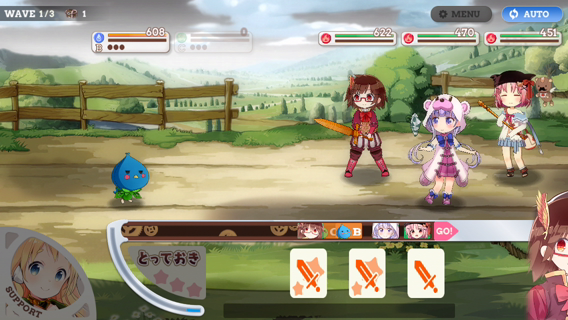 WAVE 1/3 1
MENU
AUTO
608
B
0
622
470
451
C
B
GO!
とっておき
SUPPORT